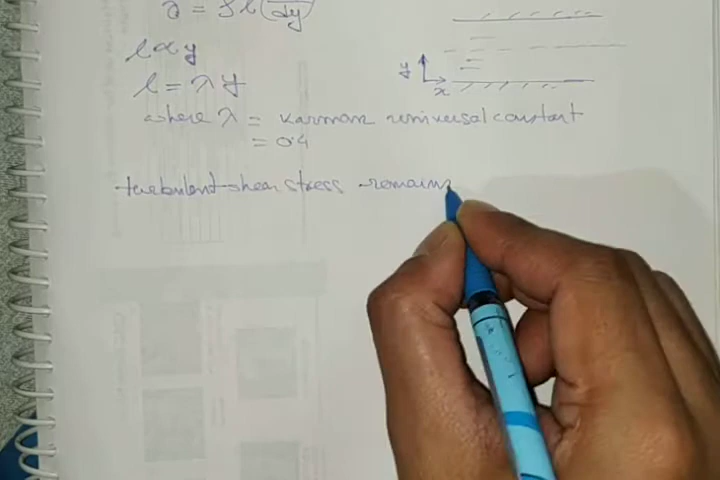 l α y
l = λ y
where λ = Karman universal constant
= 0.4
turbulent shear stress remains
y
x